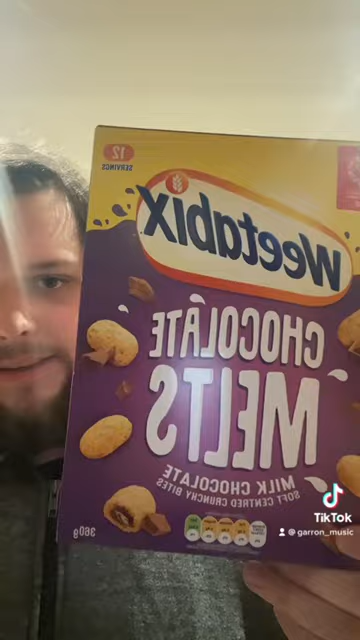 12
SERVINGS
Weetabix
CHOCOLATE
MELTS
MILK CHOCOLATE
SOFT CENTRED CRUNCHY BITES
360g
TikTok
@garron_music